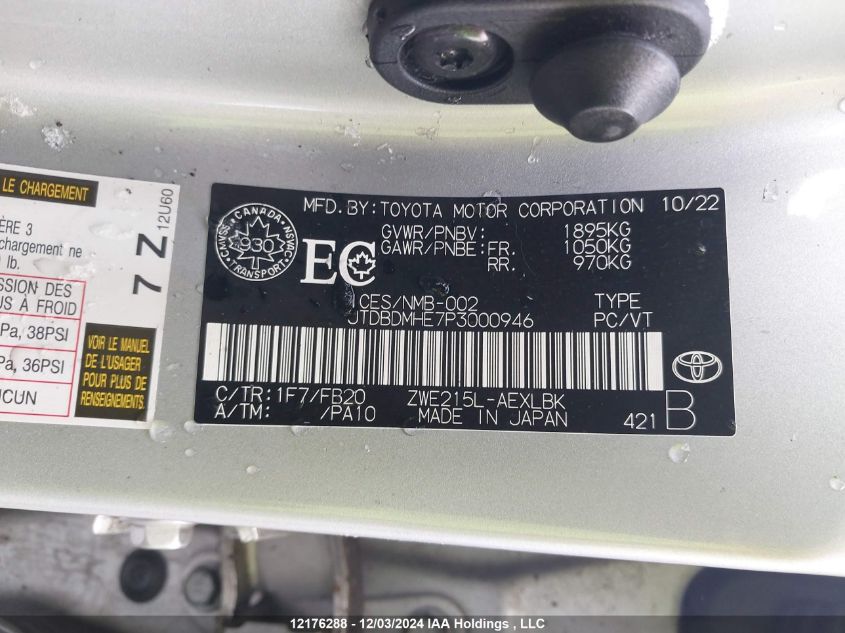 LE CHARGEMENT
ÈRE 3
chargement ne
lb.
SSION DES
US À FROID
Pa, 38PSI
Pa, 36PSI
UCUN
7 Z
12U60
VOIR LE MANUEL
DE L'USAGER
POUR PLUS DE
RENSEIGNEMENTS.
MFD. BY: TOYOTA MOTOR CORPORATION 10/22
GVWR/PNBV: 1895KG
GAWR/PNBE: FR. 1050KG
RR. 970KG
CANADA
930
TRANSPORT
CMVSS
NSVAC
EC
ICES/NMB-002 TYPE
JTDBDMHE7P3000946 PC/VT
C/TR: 1F7/FB20 ZWE215L-AEXLBK
A/TM: /PA10 MADE IN JAPAN 421 B
12176288 - 12/03/2024 IAA Holdings , LLC